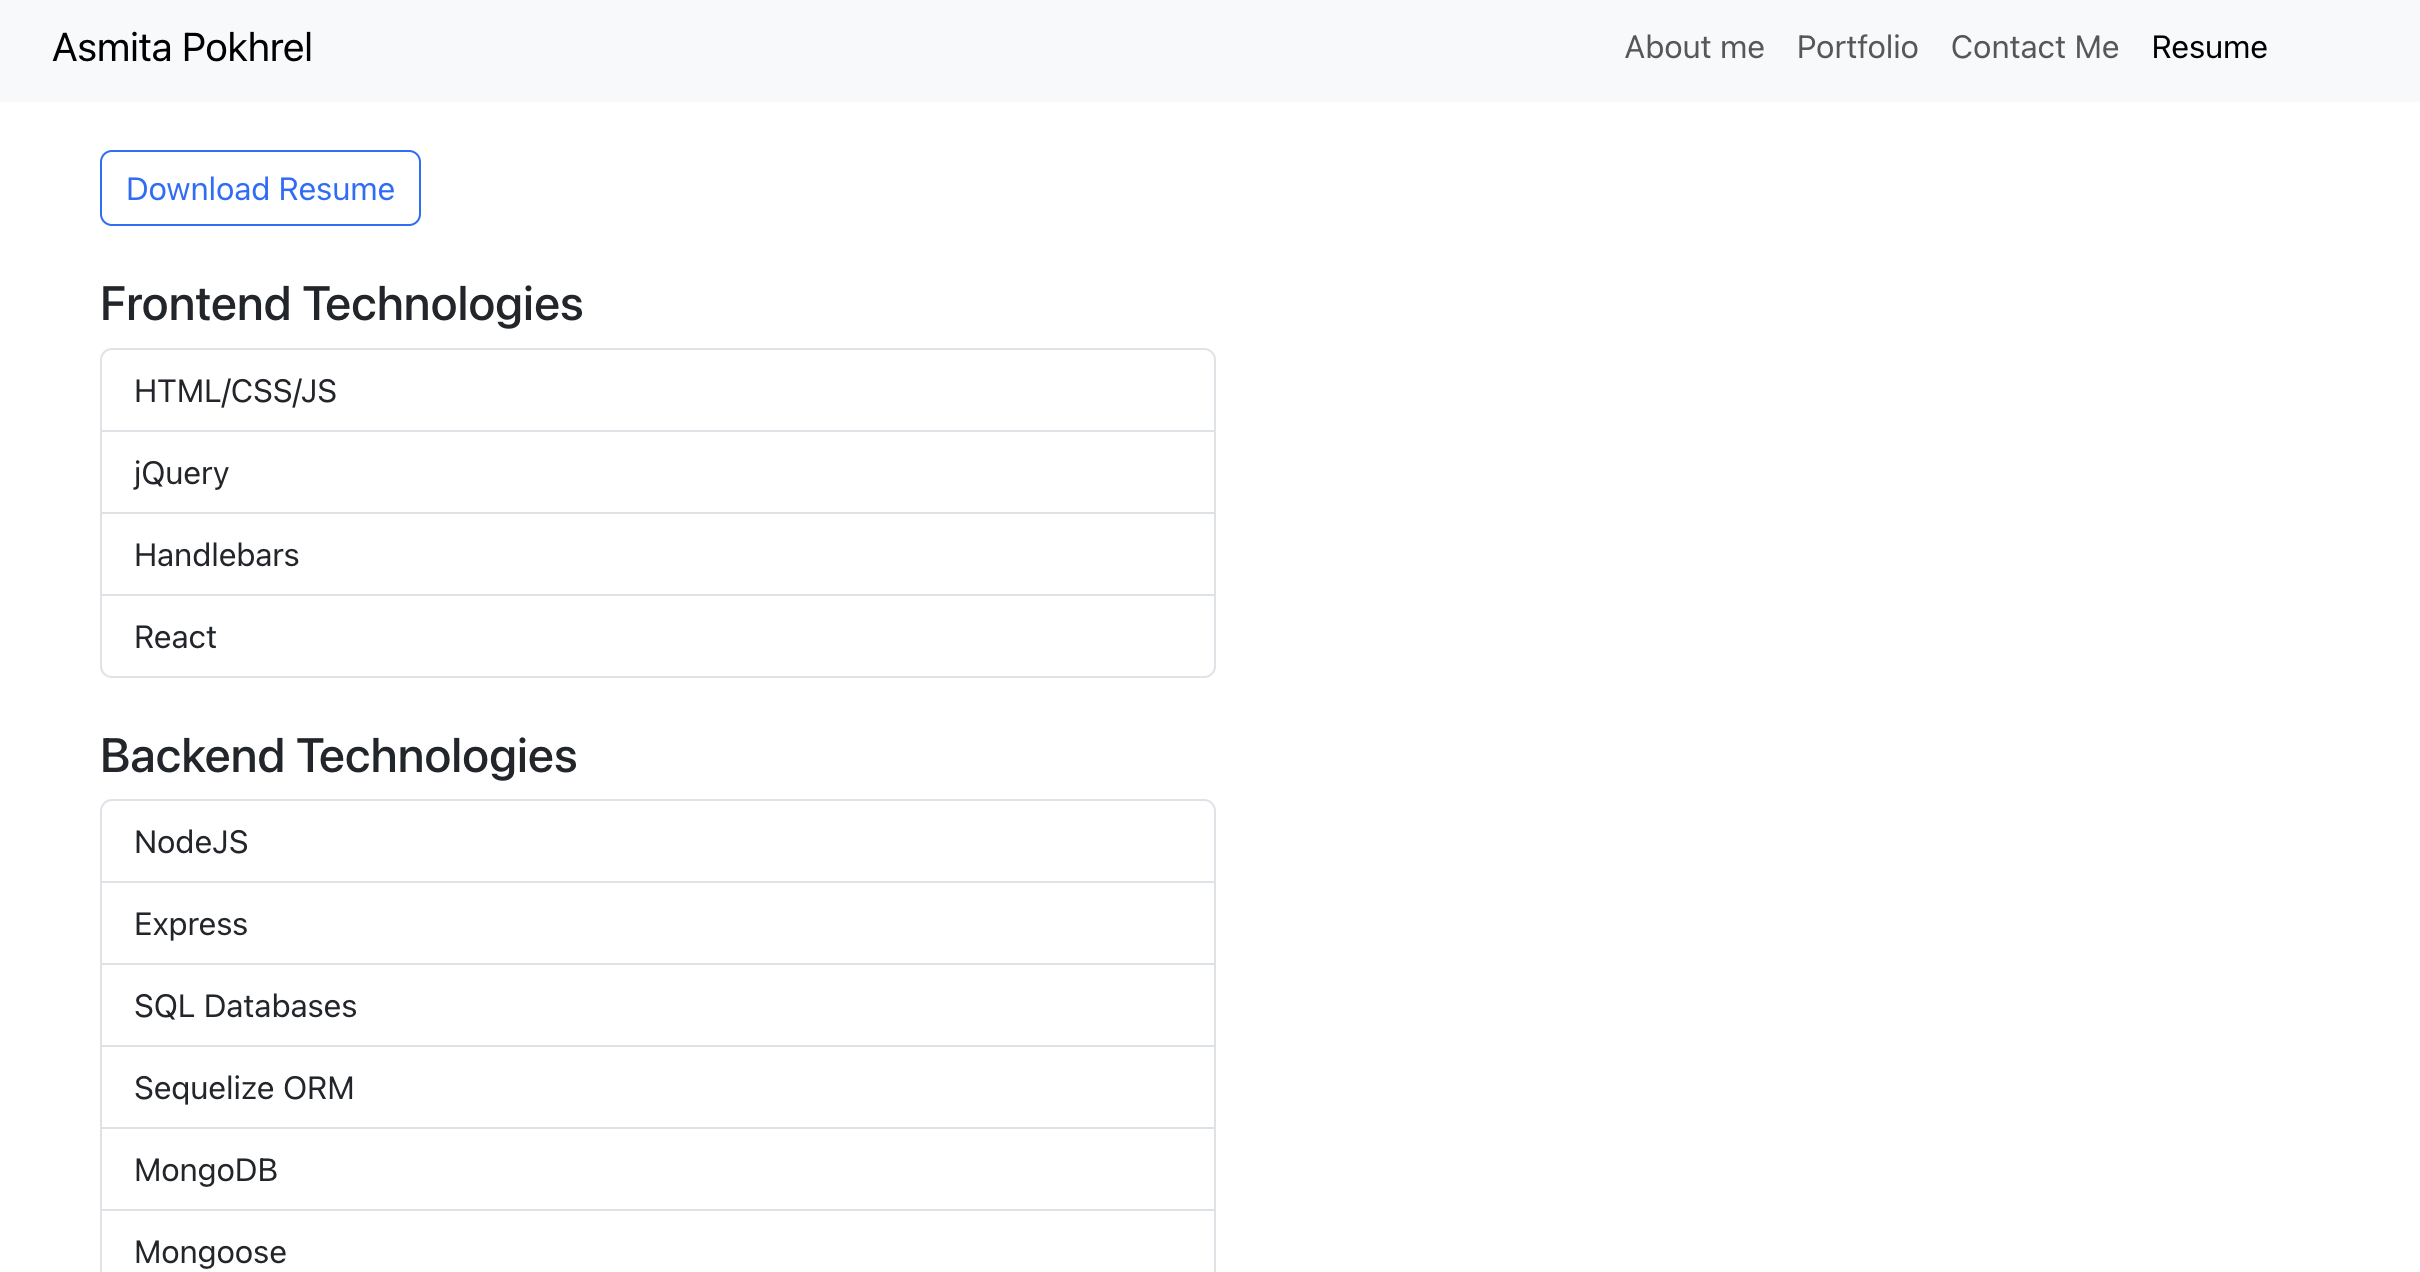 Asmita Pokhrel
About me Portfolio Contact Me Resume
Download Resume
Frontend Technologies
HTML/CSS/JS
jQuery
Handlebars
React
Backend Technologies
NodeJS
Express
SQL Databases
Sequelize ORM
MongoDB
Mongoose